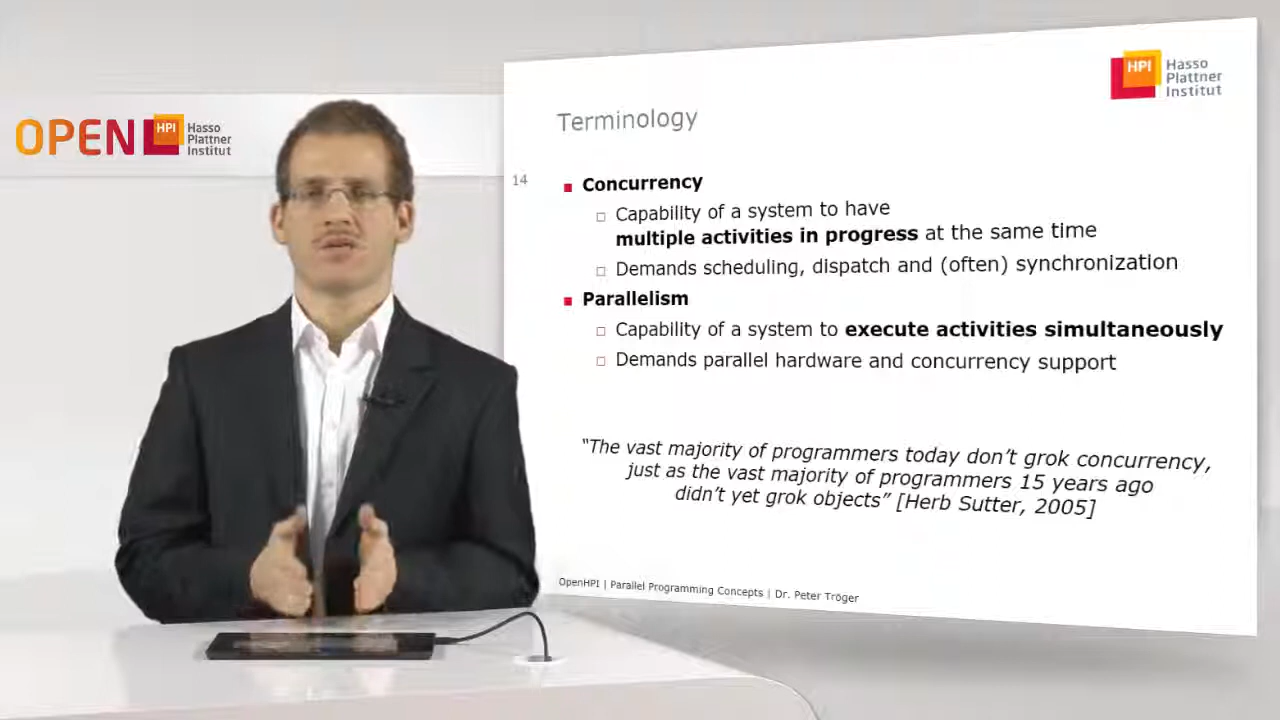 OPEN HPI Hasso
Plattner
Institut
HPI Hasso
Plattner
Institut
Terminology
14
Concurrency
Capability of a system to have
multiple activities in progress at the same time
Demands scheduling, dispatch and (often) synchronization
Parallelism
Capability of a system to execute activities simultaneously
Demands parallel hardware and concurrency support
“The vast majority of programmers today don’t grok concurrency,
just as the vast majority of programmers 15 years ago
didn’t yet grok objects” [Herb Sutter, 2005]
OpenHPI | Parallel Programming Concepts | Dr. Peter Tröger